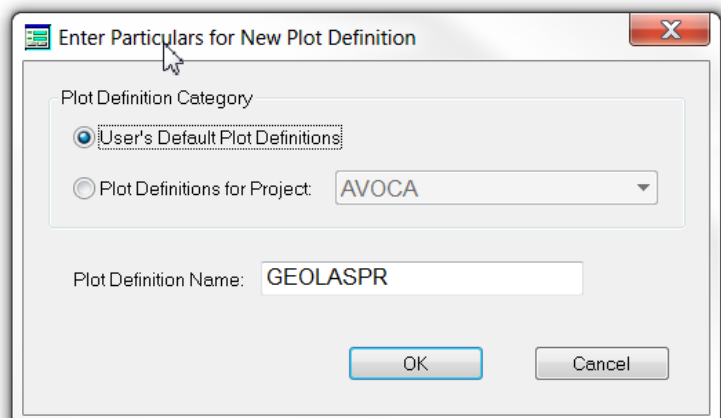 Enter Particulars for New Plot Definition
Plot Definition Category
User's Default Plot Definitions
Plot Definitions for Project: AVOCA
Plot Definition Name: GEOLASPR
OK Cancel